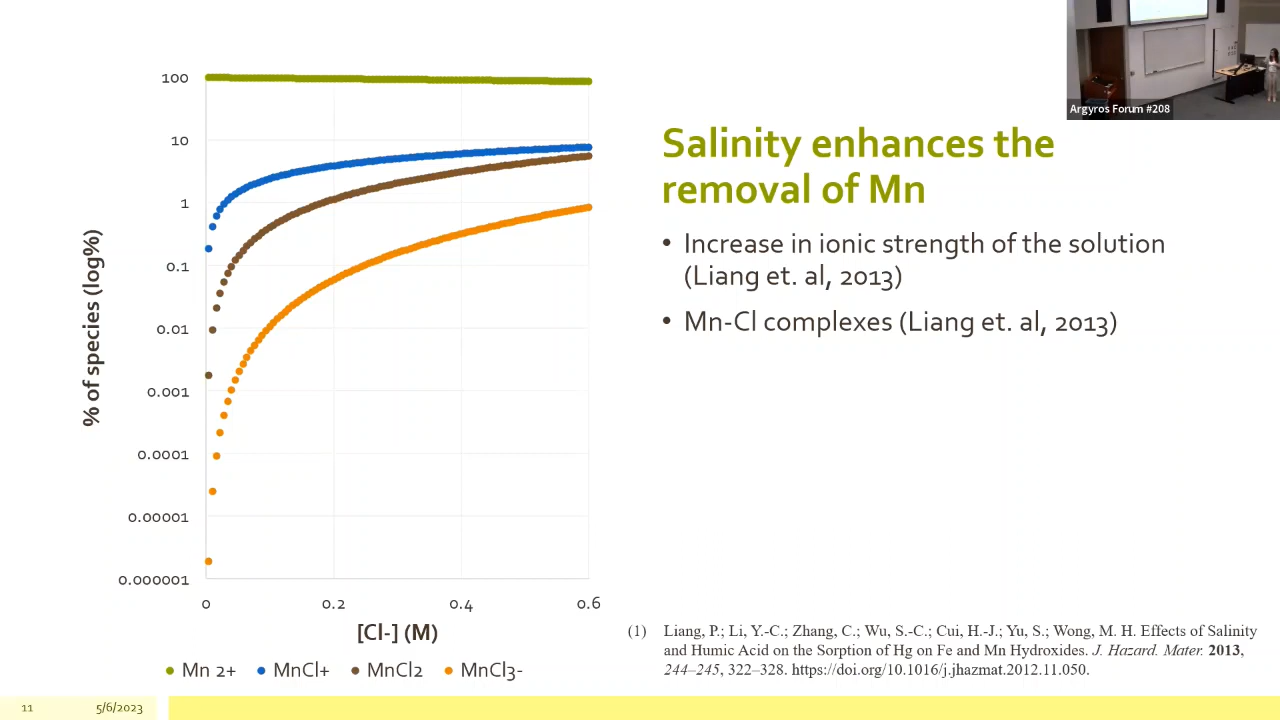 Argyros Forum #208
Salinity enhances the
removal of Mn
• Increase in ionic strength of the solution
(Liang et. al, 2013)
• Mn-Cl complexes (Liang et. al, 2013)
% of species (log%)
100
10
1
0.1
0.01
0.001
0.0001
0.00001
0.000001
0
0.2
0.4
0.6
[Cl-] (M)
Mn 2+
MnCl+
MnCl2
MnCl3-
(1) Liang, P.; Li, Y.-C.; Zhang, C.; Wu, S.-C.; Cui, H.-J.; Yu, S.; Wong, M. H. Effects of Salinity
and Humic Acid on the Sorption of Hg on Fe and Mn Hydroxides. J. Hazard. Mater. 2013,
244–245, 322–328. https://doi.org/10.1016/j.jhazmat.2012.11.050.
11
5/6/2023